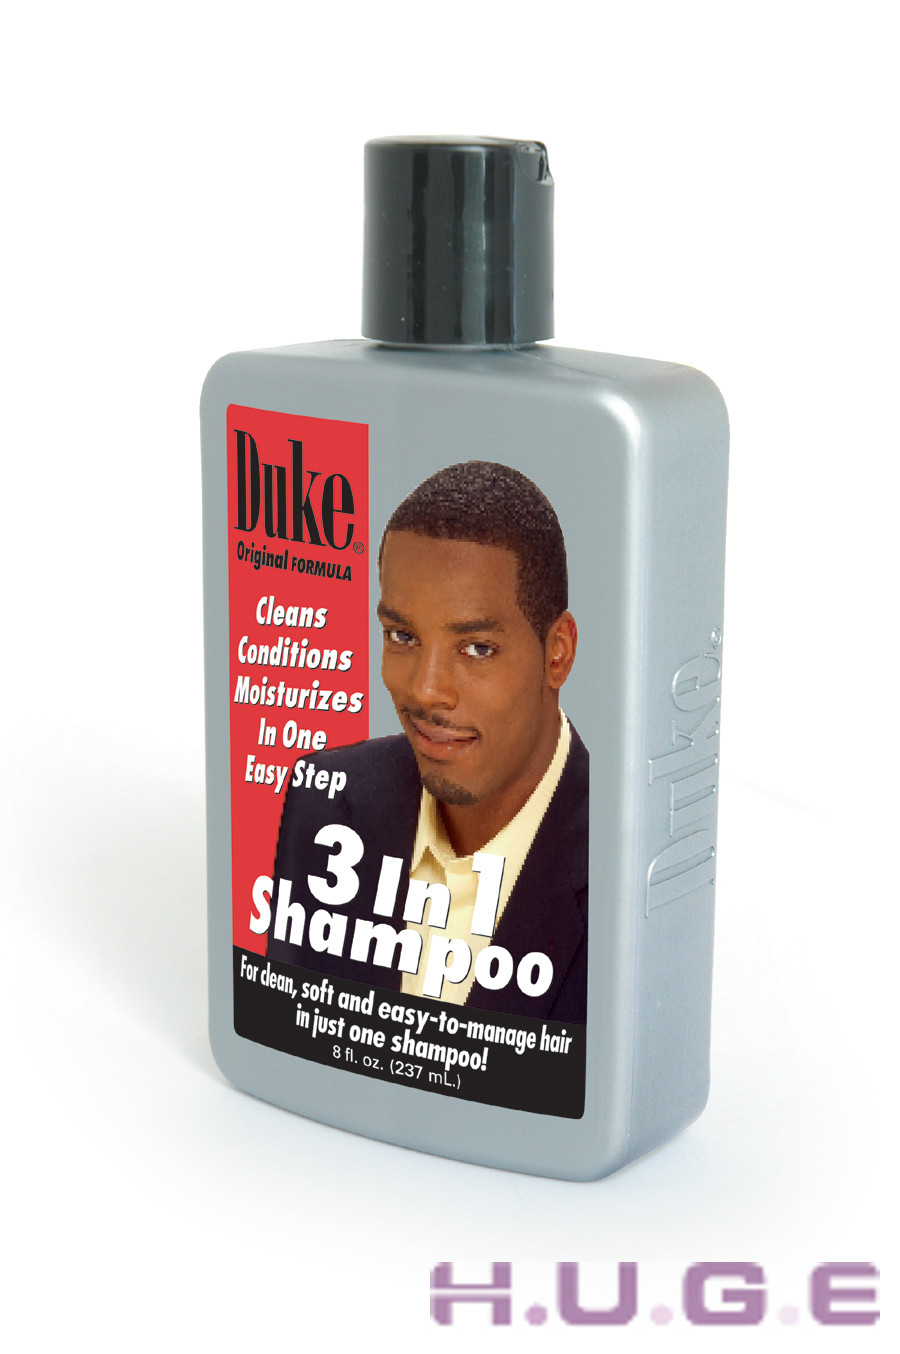 Duke®
Original FORMULA
Cleans
Conditions
Moisturizes
In One
Easy Step
3 In 1
Shampoo
For clean, soft and easy-to-manage hair
in just one shampoo!
8 fl. oz. (237 mL.)
Duke®
H.U.G.E